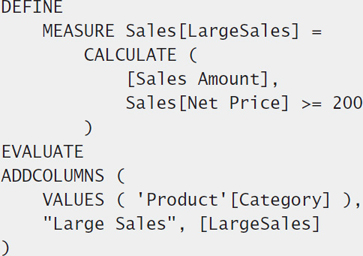 DEFINE
    MEASURE Sales[LargeSales] =
        CALCULATE (
            [Sales Amount],
            Sales[Net Price] >= 200
        )
EVALUATE
ADDCOLUMNS (
    VALUES ( 'Product'[Category] ),
    "Large Sales", [LargeSales]
)